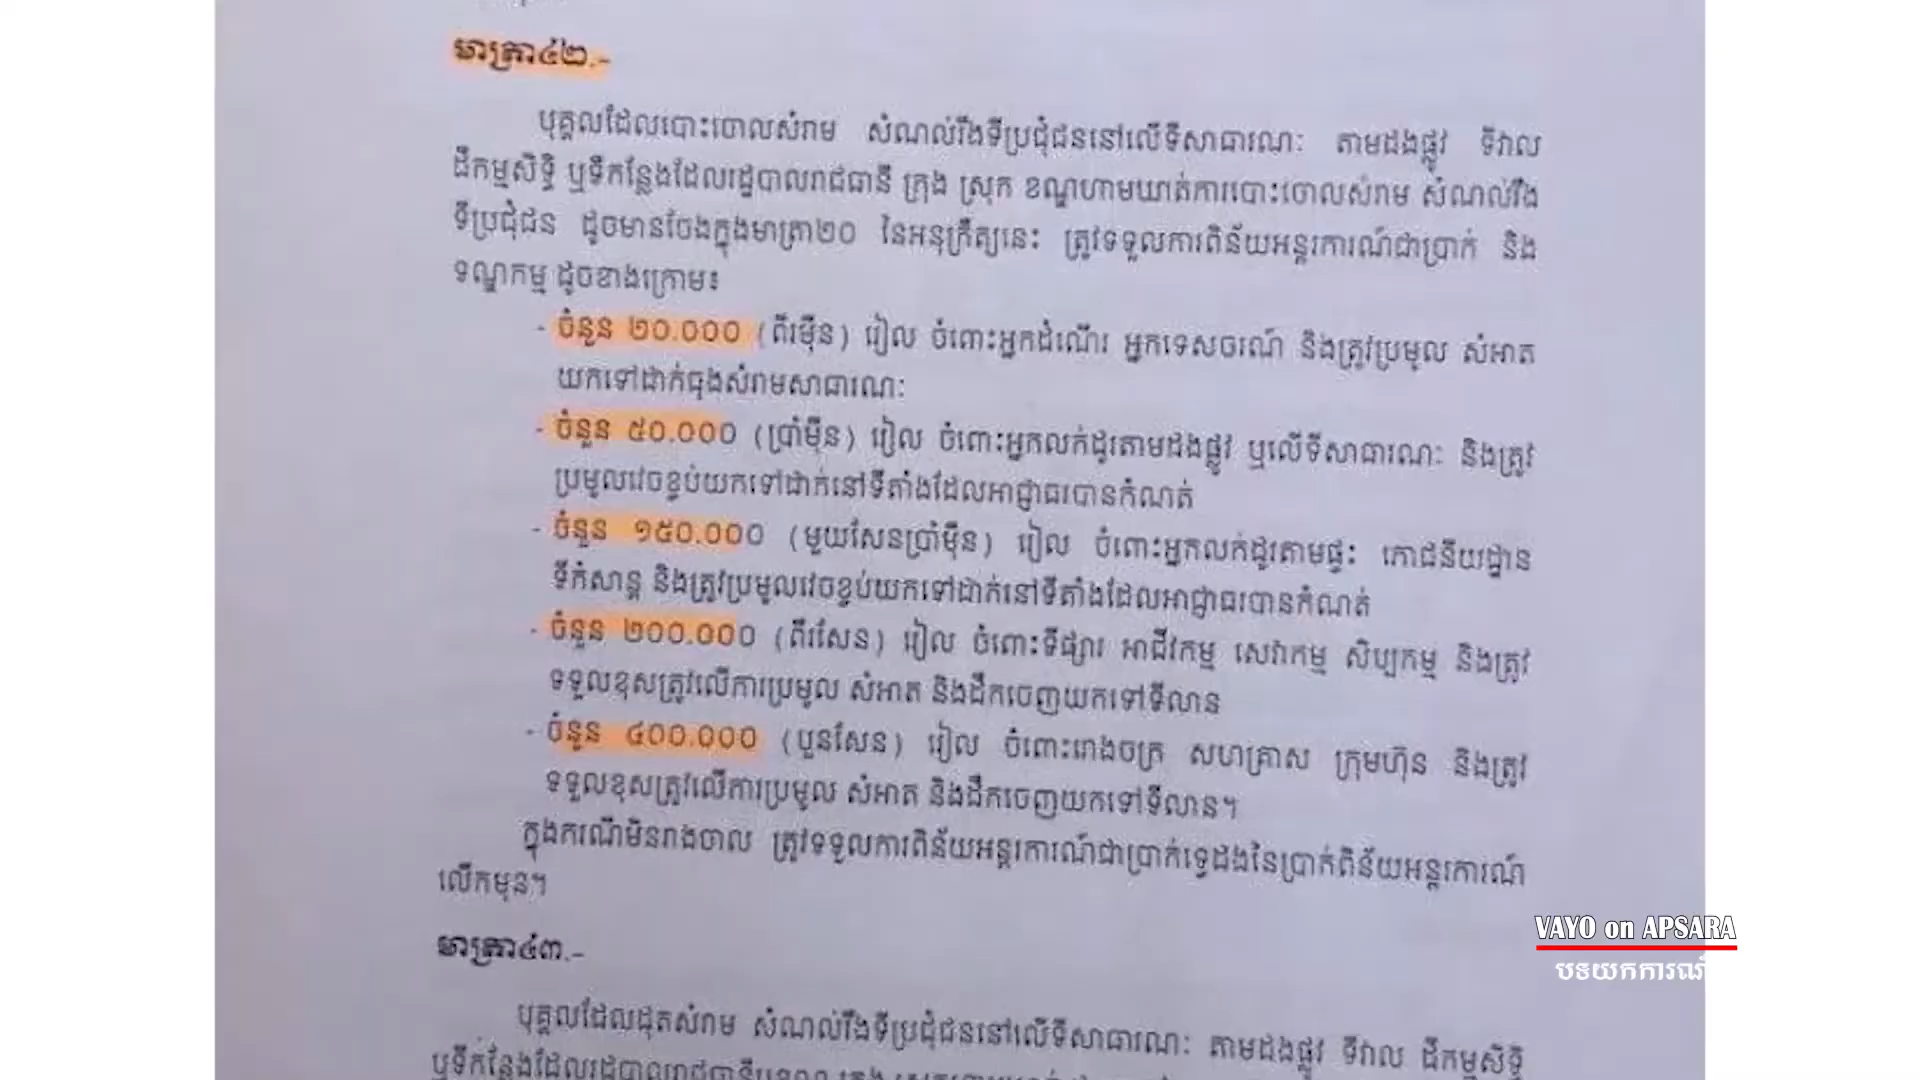 មាត្រា៤២.-
បុគ្គលដែលបោះចោលសំរាម សំណល់រឹងទីប្រជុំជននៅលើទីសាធារណៈ តាមដងផ្លូវ ទីវាល
ដីកម្មសិទ្ធិ ឬទីកន្លែងដែលរដ្ឋបាលរាជធានី ក្រុង ស្រុក ខណ្ឌហាមឃាត់ការបោះចោលសំរាម សំណល់រឹង
ទីប្រជុំជន ដូចមានចែងក្នុងមាត្រា២០ នៃអនុក្រឹត្យនេះ ត្រូវទទួលការពិន័យអន្តរការណ៍ជាប្រាក់ និង
ទណ្ឌកម្ម ដូចខាងក្រោម៖
- ចំនួន ២០.០០០ (ពីរម៉ឺន) រៀល ចំពោះអ្នកដំណើរ អ្នកទេសចរណ៍ និងត្រូវប្រមូល សំអាត
យកទៅដាក់ធុងសំរាមសាធារណៈ
- ចំនួន ៥០.០០០ (ប្រាំម៉ឺន) រៀល ចំពោះអ្នកលក់ដូរតាមដងផ្លូវ ឬលើទីសាធារណៈ និងត្រូវ
ប្រមូលវេចខ្ចប់យកទៅដាក់នៅទីតាំងដែលអាជ្ញាធរបានកំណត់
- ចំនួន ១៥០.០០០ (មួយសែនប្រាំម៉ឺន) រៀល ចំពោះអ្នកលក់ដូរតាមផ្ទះ ភោជនីយដ្ឋាន
ទីកំសាន្ត និងត្រូវប្រមូលវេចខ្ចប់យកទៅដាក់នៅទីតាំងដែលអាជ្ញាធរបានកំណត់
- ចំនួន ២០០.០០០ (ពីរសែន) រៀល ចំពោះទីផ្សារ អាជីវកម្ម សេវាកម្ម សិប្បកម្ម និងត្រូវ
ទទួលខុសត្រូវលើការប្រមូល សំអាត និងដឹកចេញយកទៅទីលាន
- ចំនួន ៤០០.០០០ (បួនសែន) រៀល ចំពោះរោងចក្រ សហគ្រាស ក្រុមហ៊ុន និងត្រូវ
ទទួលខុសត្រូវលើការប្រមូល សំអាត និងដឹកចេញយកទៅទីលាន។
ក្នុងករណីមិនរាងចាល ត្រូវទទួលការពិន័យអន្តរការណ៍ជាប្រាក់ទ្វេដងនៃប្រាក់ពិន័យអន្តរការណ៍
លើកមុន។
មាត្រា៤៣.-
បុគ្គលដែលដុតសំរាម សំណល់រឹងទីប្រជុំជននៅលើទីសាធារណៈ តាមដងផ្លូវ ទីវាល ដីកម្មសិទ្ធិ
ឬទីកន្លែងដែលរដ្ឋបាលរាជធានី
VAYO on APSARA
បទយកការណ៍